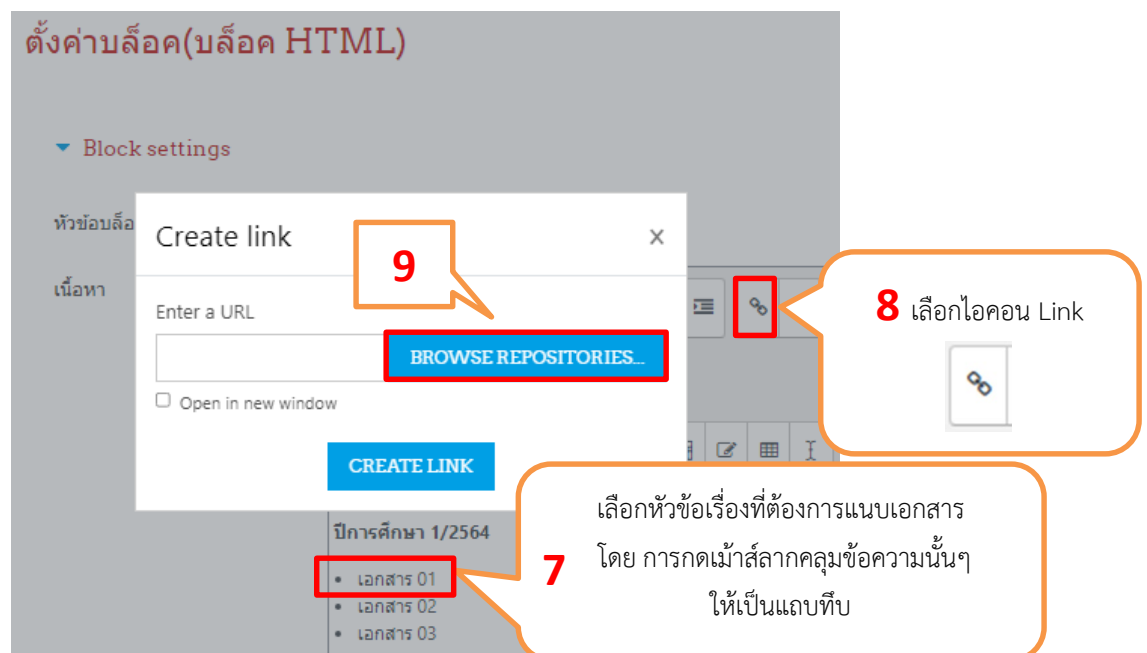 ตั้งค่าบล็อค(บล็อค HTML)
Block settings
หัวข้อบล็อ
Create link
×
9
เนื้อหา
Enter a URL
8 เลือกไอคอน Link
BROWSE REPOSITORIES...
Open in new window
CREATE LINK
7
เลือกหัวข้อเรื่องที่ต้องการแนบเอกสาร
โดย การกดเม้าส์ลากคลุมข้อความนั้นๆ
ให้เป็นแถบทึบ
ปีการศึกษา 1/2564
• เอกสาร 01
• เอกสาร 02
• เอกสาร 03